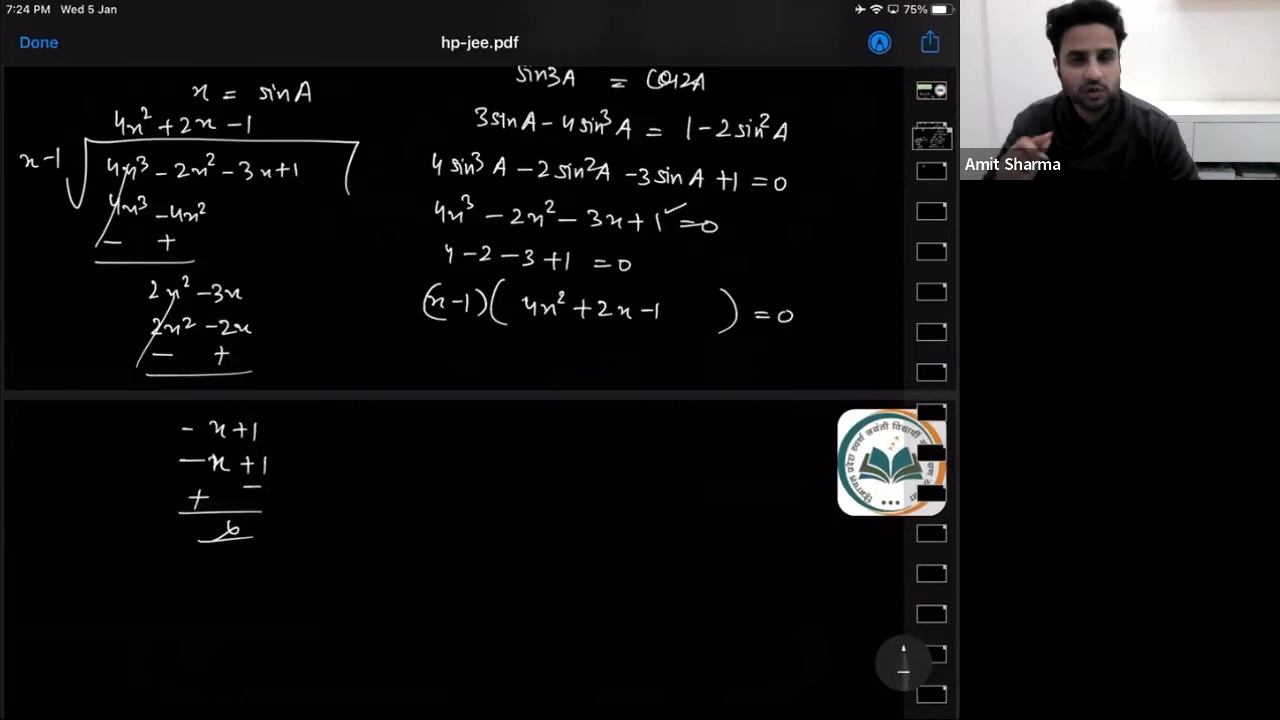 7:24 PM Wed 5 Jan
75%
Done
hp-jee.pdf
Amit Sharma
x = sinA
4x² + 2x - 1
x-1
4x³ - 2x² - 3x + 1
4x³ - 4x²
- +
2x² - 3x
2x² - 2x
- +
- x + 1
- x + 1
+ -
0
sin3A = cos2A
3sinA - 4sin³A = 1 - 2sin²A
4sin³A - 2sin²A - 3sinA + 1 = 0
4x³ - 2x² - 3x + 1 = 0
4 - 2 - 3 + 1 = 0
(x-1)( 4x² + 2x - 1 ) = 0